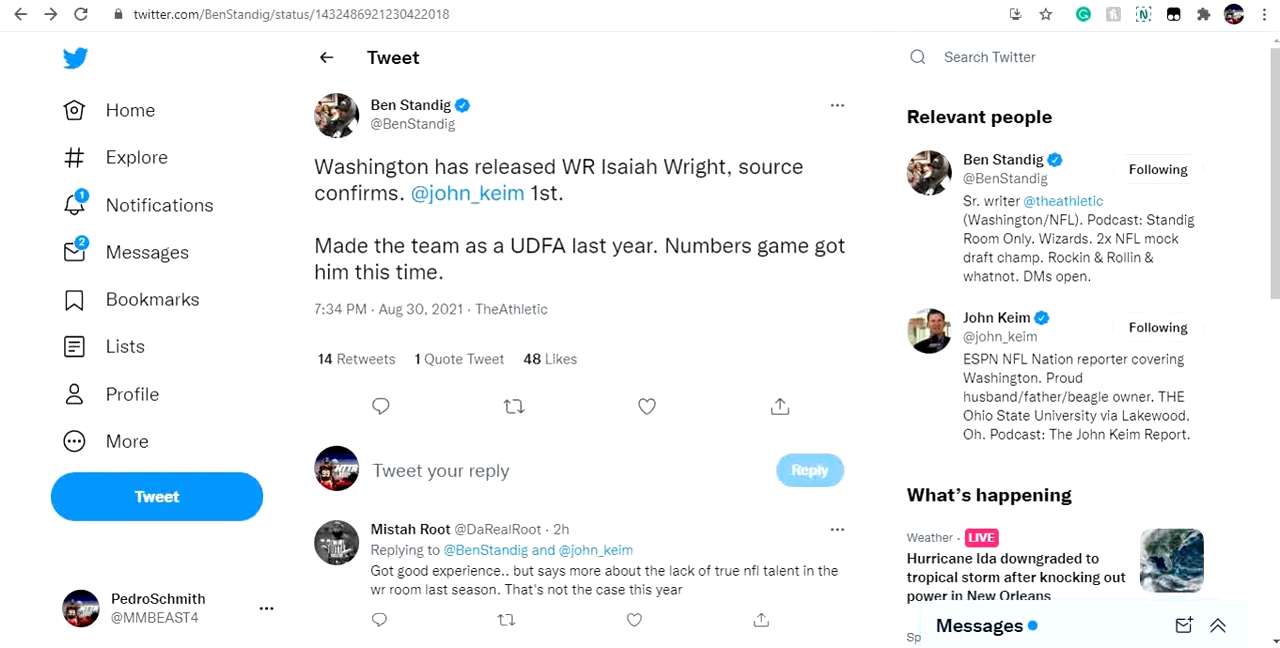 twitter.com/BenStandig/status/1432486921230422018
Home
Explore
1
Notifications
2
Messages
Bookmarks
Lists
Profile
More
Tweet
PedroSchmith
@MMBEAST4
Tweet
Ben Standig
@BenStandig
Washington has released WR Isaiah Wright, source
confirms. @john_keim 1st.
Made the team as a UDFA last year. Numbers game got
him this time.
7:34 PM · Aug 30, 2021 · TheAthletic
14 Retweets 1 Quote Tweet 48 Likes
Tweet your reply
Reply
Mistah Root @DaRealRoot · 2h
Replying to @BenStandig and @john_keim
Got good experience.. but says more about the lack of true nfl talent in the
wr room last season. That's not the case this year
Search Twitter
Relevant people
Ben Standig
@BenStandig
Following
Sr. writer @theathletic
(Washington/NFL). Podcast: Standig
Room Only. Wizards. 2x NFL mock
draft champ. Rockin & Rollin &
whatnot. DMs open.
John Keim
@john_keim
Following
ESPN NFL Nation reporter covering
Washington. Proud
husband/father/beagle owner. THE
Ohio State University via Lakewood.
Oh. Podcast: The John Keim Report.
What's happening
Weather · LIVE
Hurricane Ida downgraded to
tropical storm after knocking out
power in New Orleans
Sp
Messages